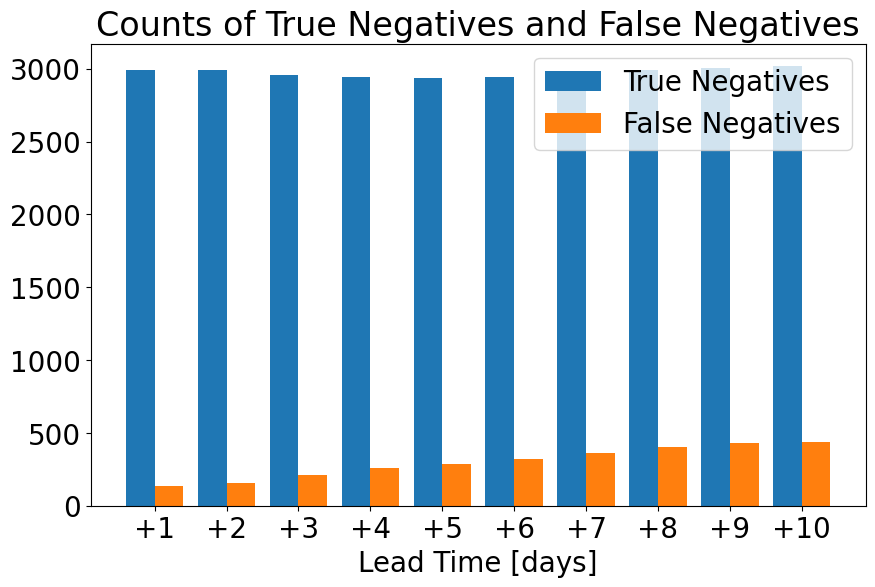 Counts of True Negatives and False Negatives
True Negatives
False Negatives
3000
2500
2000
1500
1000
500
0
+1 +2 +3 +4 +5 +6 +7 +8 +9 +10
Lead Time [days]